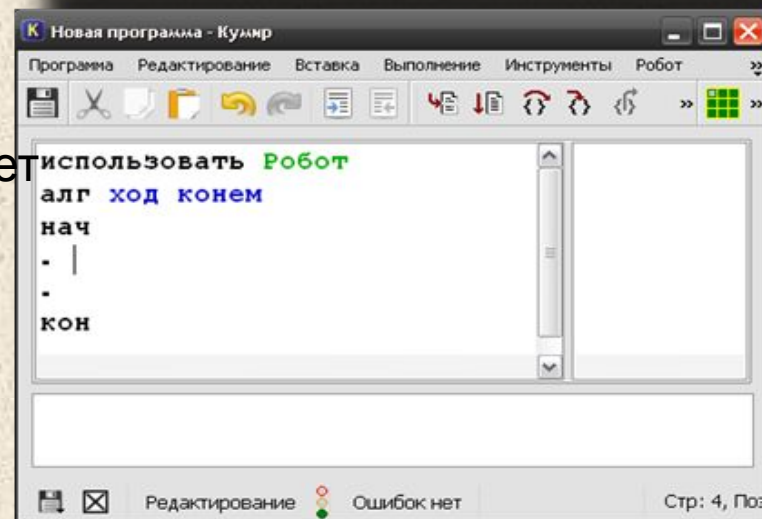 Новая программа - Кумир
Программа Редактирование Вставка Выполнение Инструменты Робот »
» »
ет
использовать Робот
алг ход конем
нач
-
-
кон
Редактирование Ошибок нет Стр: 4, Поз